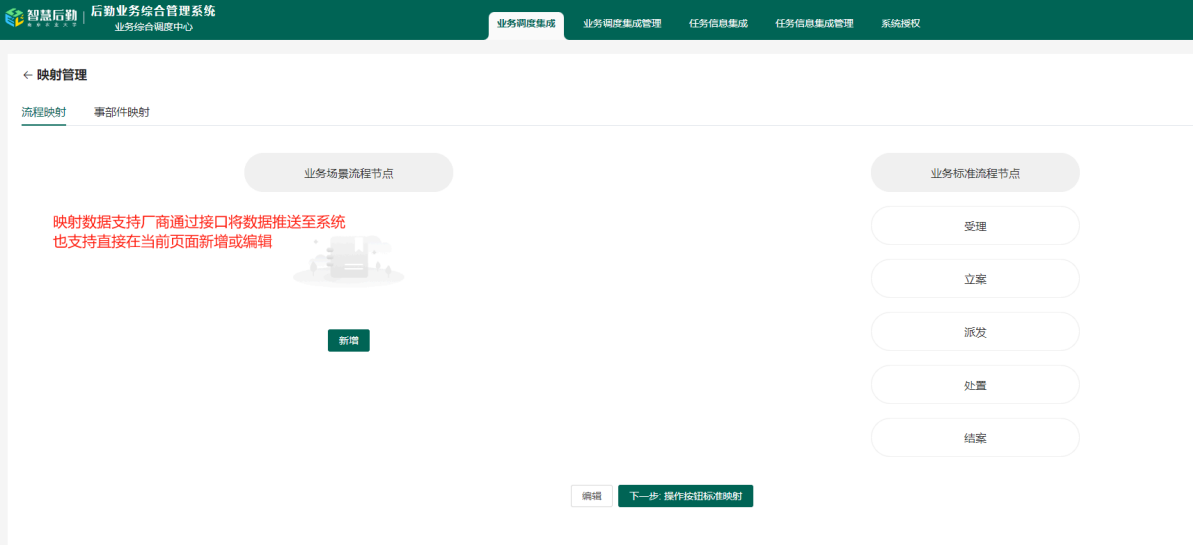 智慧后勤
后勤业务综合管理系统
业务综合调度中心
业务调度集成
业务调度集成管理
任务信息集成
任务信息集成管理
系统授权
← 映射管理
流程映射
事部件映射
业务场景流程节点
业务标准流程节点
映射数据支持厂商通过接口将数据推送至系统
也支持直接在当前页面新增或编辑
新增
受理
立案
派发
处置
结案
编辑
下一步: 操作按钮标准映射